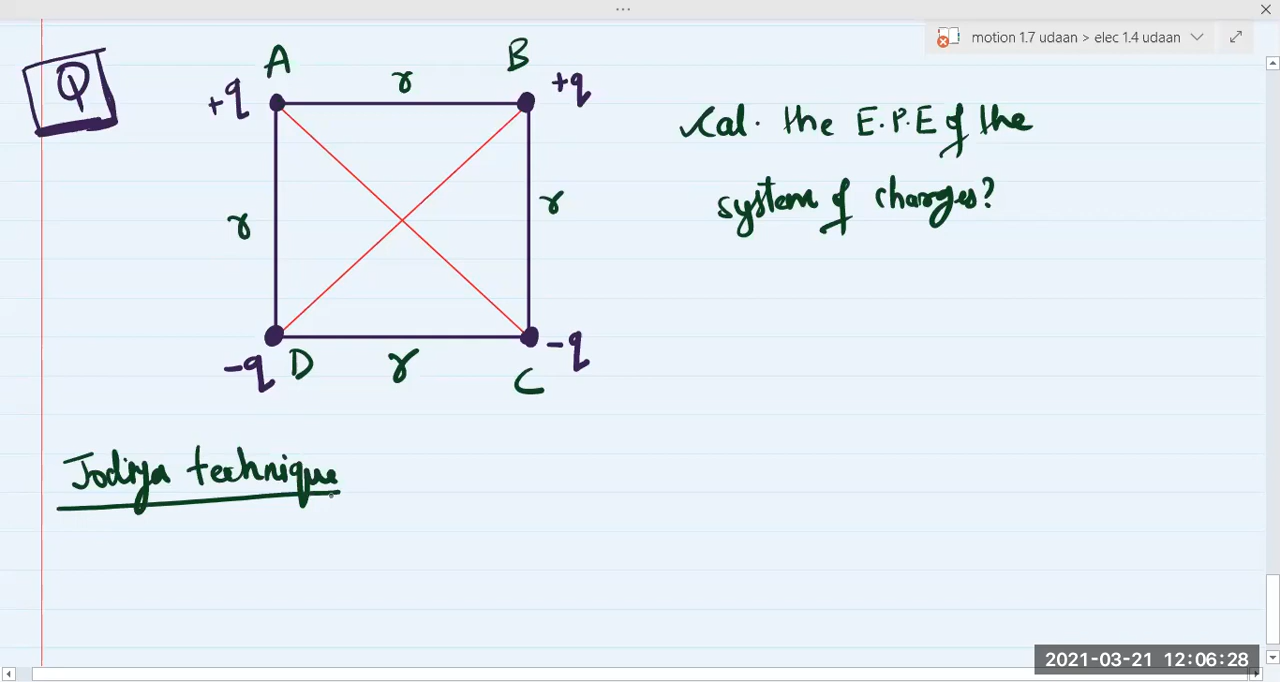 ...
motion 1.7 udaan > elec 1.4 udaan
Q
A
B
+q
r
+q
Cal. the E.P.E of the
system of charges?
r
r
-q
D
r
C
-q
Jodiya technique
2021-03-21 12:06:28